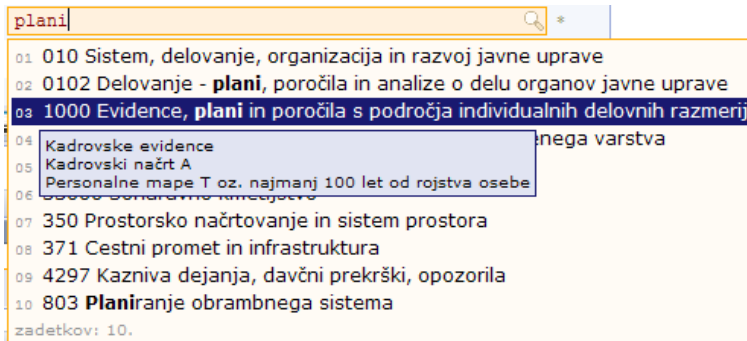 plani
*
01 010 Sistem, delovanje, organizacija in razvoj javne uprave
02 0102 Delovanje - plani, poročila in analize o delu organov javne uprave
03 1000 Evidence, plani in poročila s področja individualnih delovnih razmerij
04 varstva
Kadrovske evidence
Kadrovski načrt A
Personalne mape T oz. najmanj 100 let od rojstva osebe
05
06
07 350 Prostorsko načrtovanje in sistem prostora
08 371 Cestni promet in infrastruktura
09 4297 Kazniva dejanja, davčni prekrški, opozorila
10 803 Planiranje obrambnega sistema
zadetkov: 10.